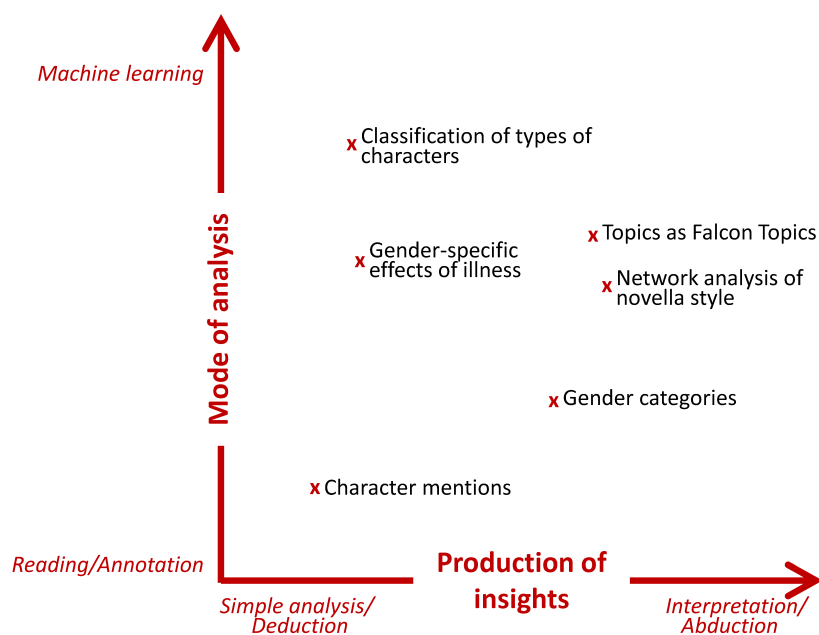 Machine learning
x Classification of types of
characters
x Topics as Falcon Topics
x Gender-specific
effects of illness
x Network analysis of
novella style
Mode of analysis
x Gender categories
x Character mentions
Reading/Annotation
Production of
insights
Simple analysis/
Deduction
Interpretation/
Abduction